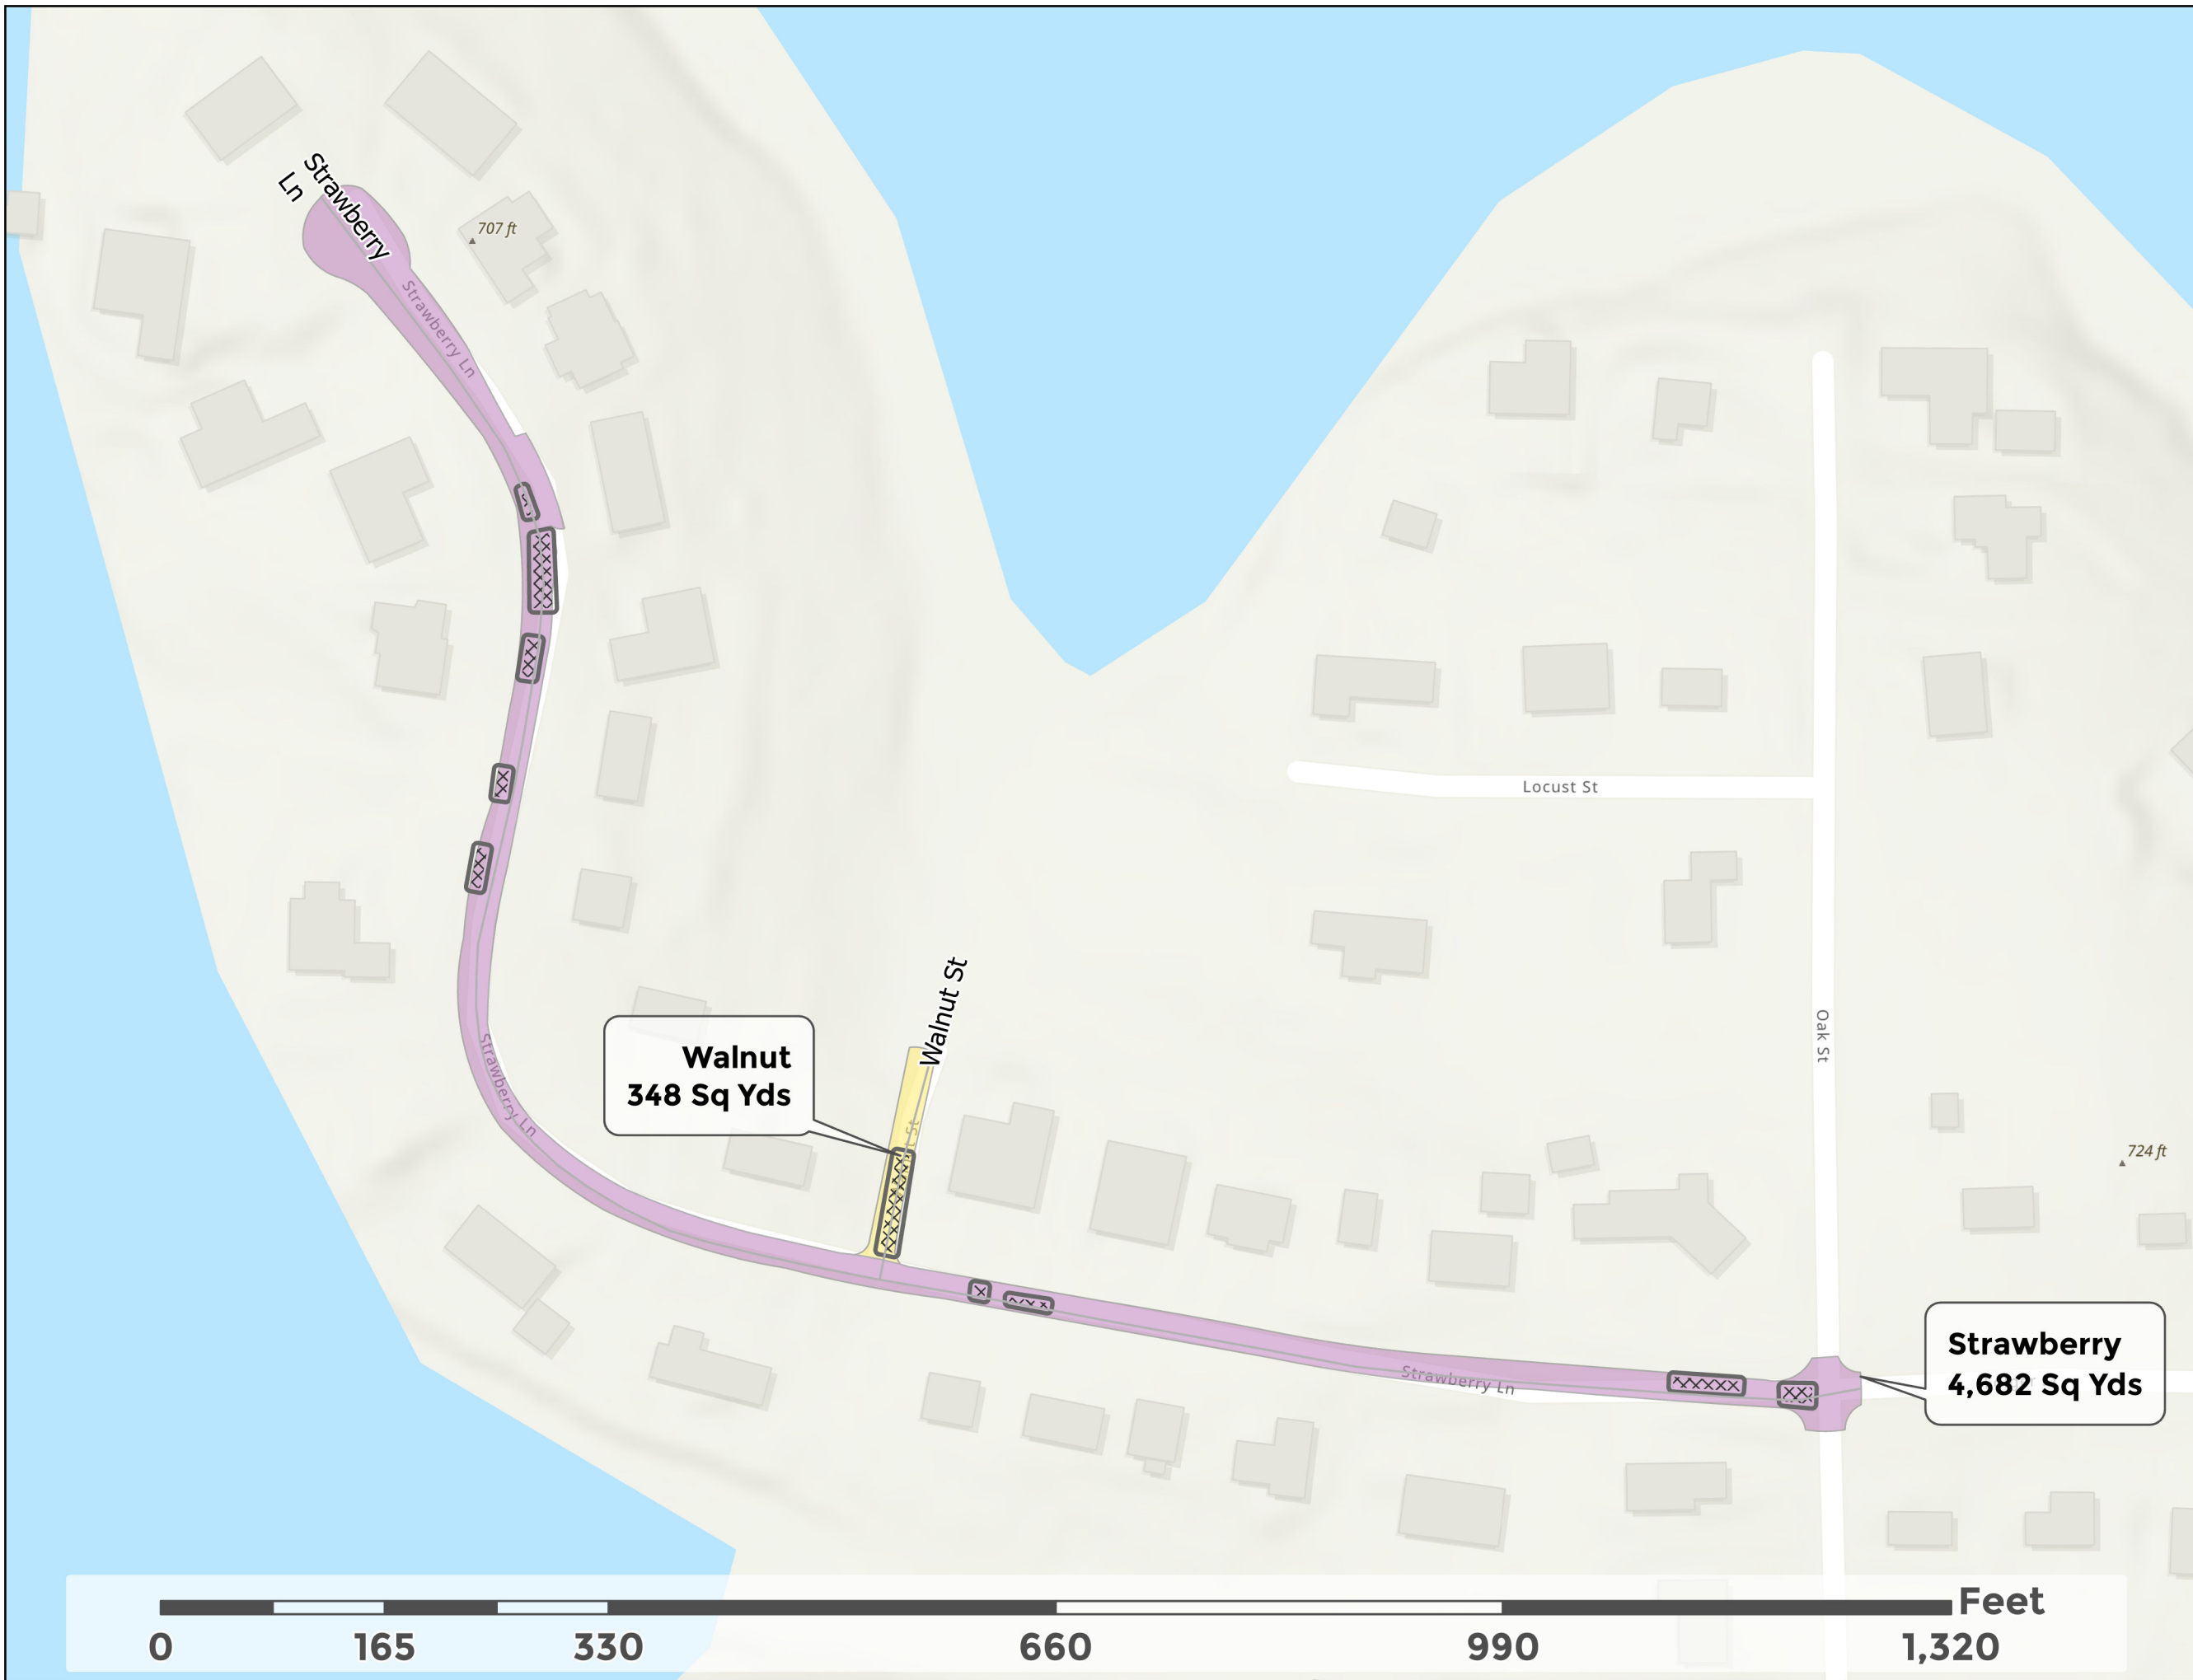 Strawberry
Ln
707 ft
Strawberry Ln
Locust St
Walnut St
Oak St
Strawberry Ln
Walnut
348 Sq Yds
St
724 ft
Strawberry
4,682 Sq Yds
Strawberry Ln
Feet
0 165 330 660 990 1,320